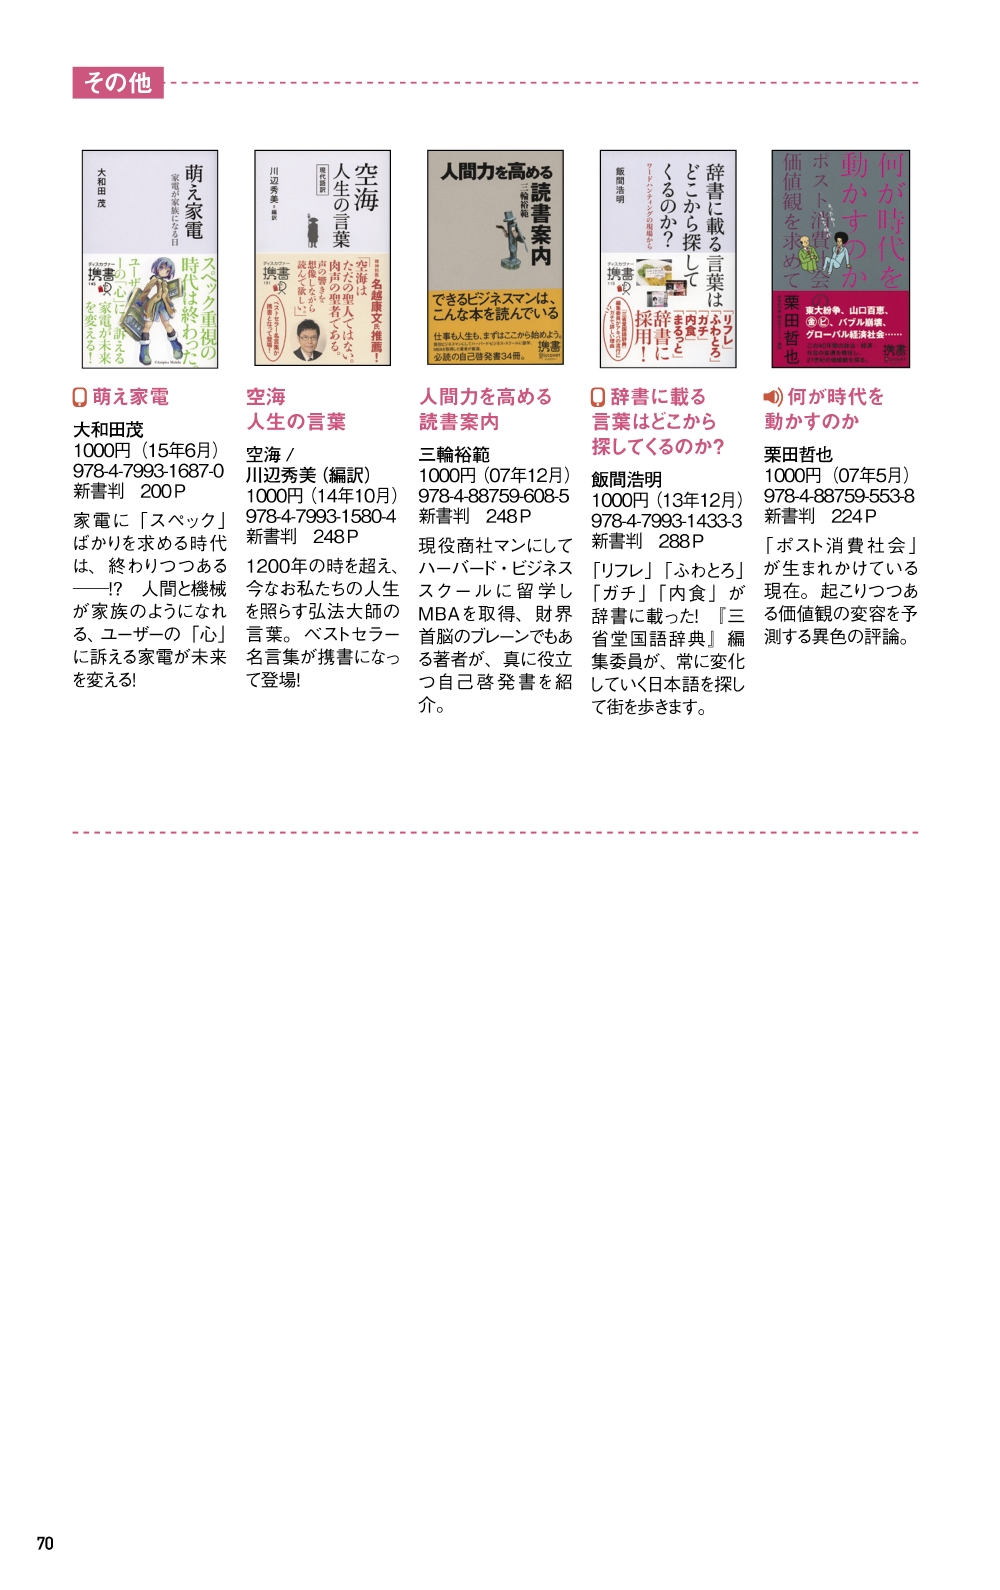 その他
萌え家電
家電が家族になる日
大和田 茂
スペック重視の
時代は終わった
ユーザー
ーの「心」に訴える
家電が未来
を変える！
ディスカヴァー
携書
145
空海
人生の言葉
現代語訳
川辺秀美・編訳
名越康文氏推薦！
「空海は
ただの聖人ではない。
肉声の聖者である。
声の響きを
想像しながら
読んで欲しい。」
ディスカヴァー
携書
人間力を高める
読書案内
三輪裕範
できるビジネスマンは、
こんな本を読んでいる
仕事も人生も、まずはここから始めよう。
必読の自己啓発書34冊。
携書
辞書に載る言葉は
どこから探して
くるのか？
ワードハンティングの現場から
飯間浩明
「リフレ」
「ふわとろ」
「ガチ」
「内食」
「まるっと」
辞書に
採用！
ディスカヴァー
携書
何が時代を
動かすのか
ポスト消費社会の
価値観を求めて
栗田哲也
東大紛争、山口百恵、
㊎㊓、バブル崩壊、
グローバル経済社会……
携書
萌え家電
大和田茂
1000円（15年6月）
978-4-7993-1687-0
新書判　200P
家電に「スペック」
ばかりを求める時代
は、終わりつつある
――!?　人間と機械
が家族のようになれ
る、ユーザーの「心」
に訴える家電が未来
を変える!
空海
人生の言葉
空海 /
川辺秀美（編訳）
1000円（14年10月）
978-4-7993-1580-4
新書判　248P
1200年の時を超え、
今なお私たちの人生
を照らす弘法大師の
言葉。ベストセラー
名言集が携書になっ
て登場!
人間力を高める
読書案内
三輪裕範
1000円（07年12月）
978-4-88759-608-5
新書判　248P
現役商社マンにして
ハーバード・ビジネス
スクールに留学し
MBAを取得、財界
首脳のブレーンでもあ
る著者が、真に役立
つ自己啓発書を紹
介。
辞書に載る
言葉はどこから
探してくるのか?
飯間浩明
1000円（13年12月）
978-4-7993-1433-3
新書判　288P
「リフレ」「ふわとろ」
「ガチ」「内食」が
辞書に載った!　『三
省堂国語辞典』編
集委員が、常に変化
していく日本語を探し
て街を歩きます。
何が時代を
動かすのか
栗田哲也
1000円（07年5月）
978-4-88759-553-8
新書判　224P
「ポスト消費社会」
が生まれかけている
現在。起こりつつあ
る価値観の変容を予
測する異色の評論。
70